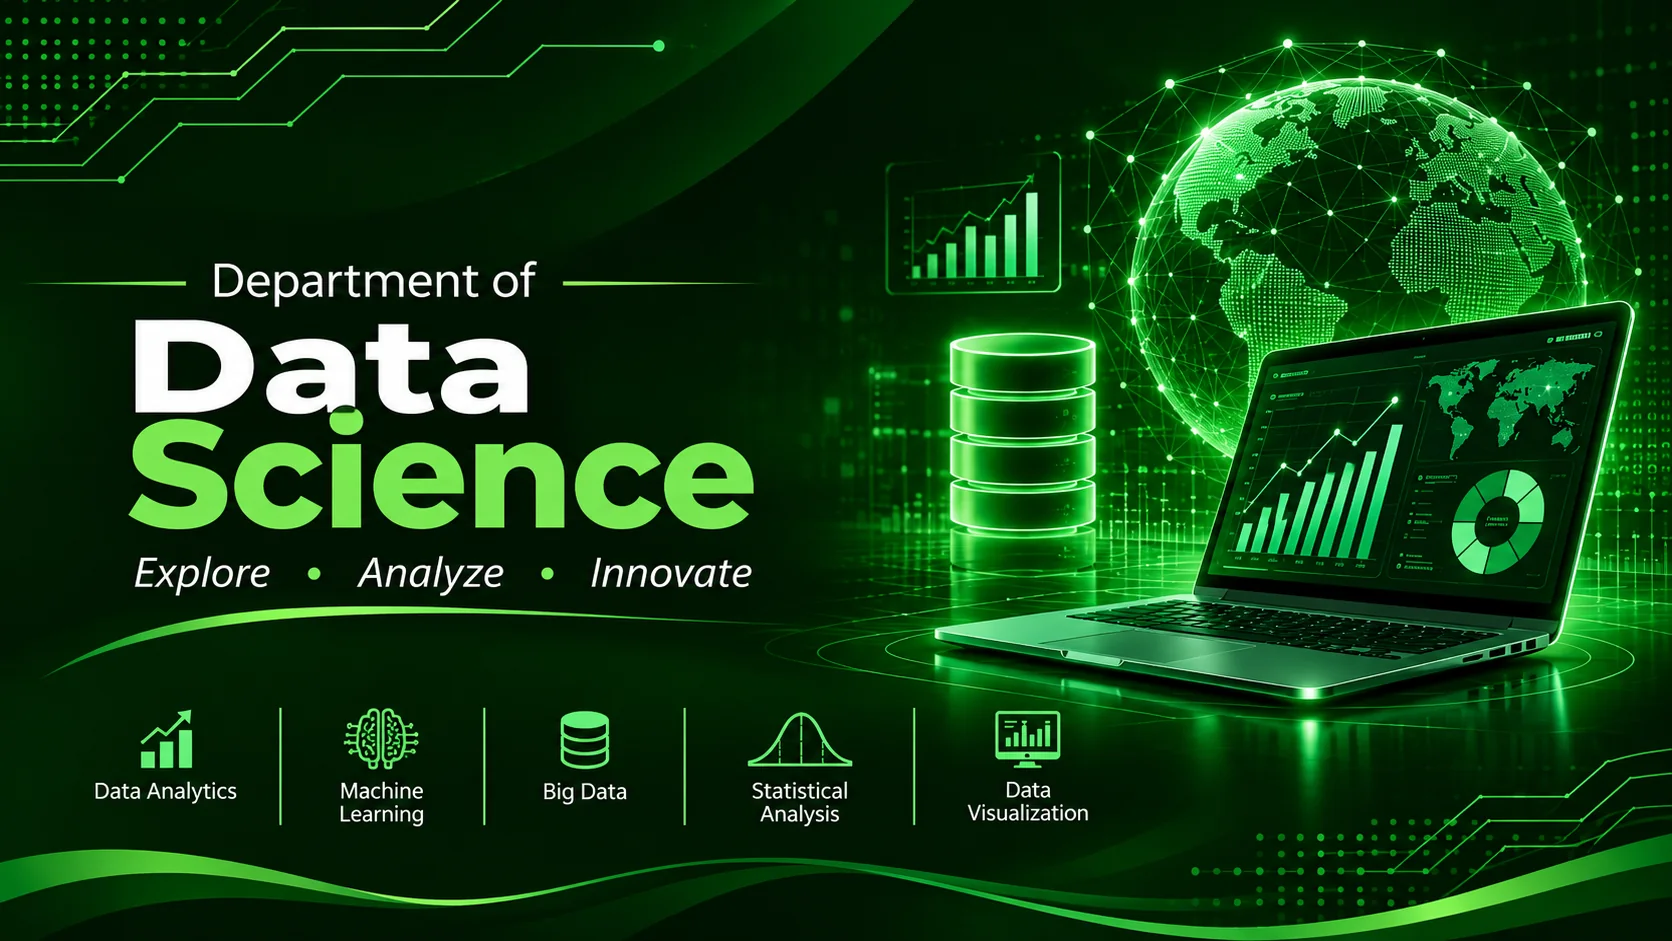 Department of
Data
Science
Explore • Analyze • Innovate
Data Analytics
Machine
Learning
Big Data
Statistical
Analysis
Data
Visualization